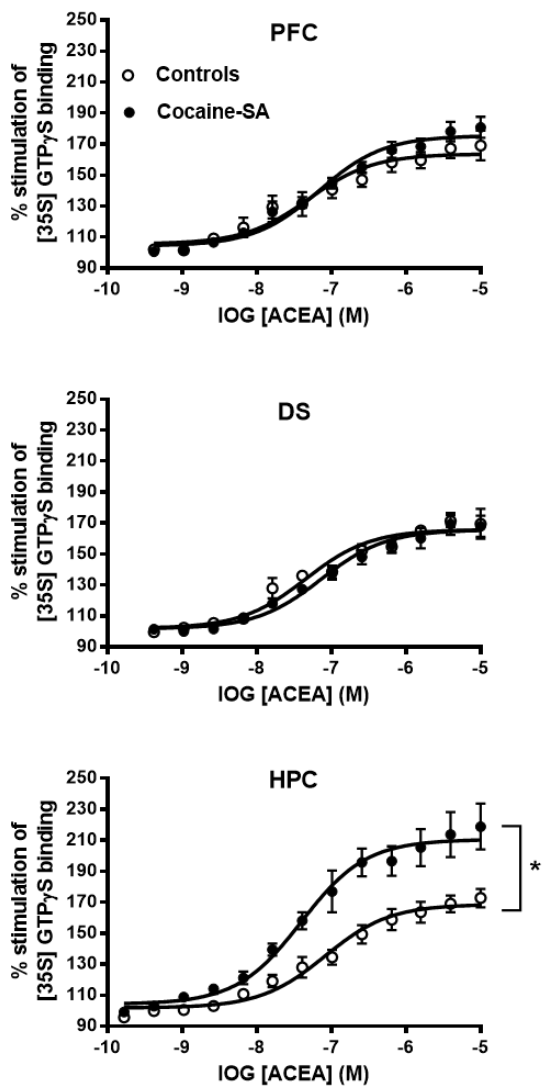 PFC
Controls
Cocaine-SA
% stimulation of
[35S] GTPγS binding
250
230
210
190
170
150
130
110
90
-10 -9 -8 -7 -6 -5
lOG [ACEA] (M)
DS
% stimulation of
[35S] GTPγS binding
250
230
210
190
170
150
130
110
90
-10 -9 -8 -7 -6 -5
lOG [ACEA] (M)
HPC
% stimulation of
[35S] GTPγS binding
250
230
210
190
170
150
130
110
90
*
-10 -9 -8 -7 -6 -5
lOG [ACEA] (M)